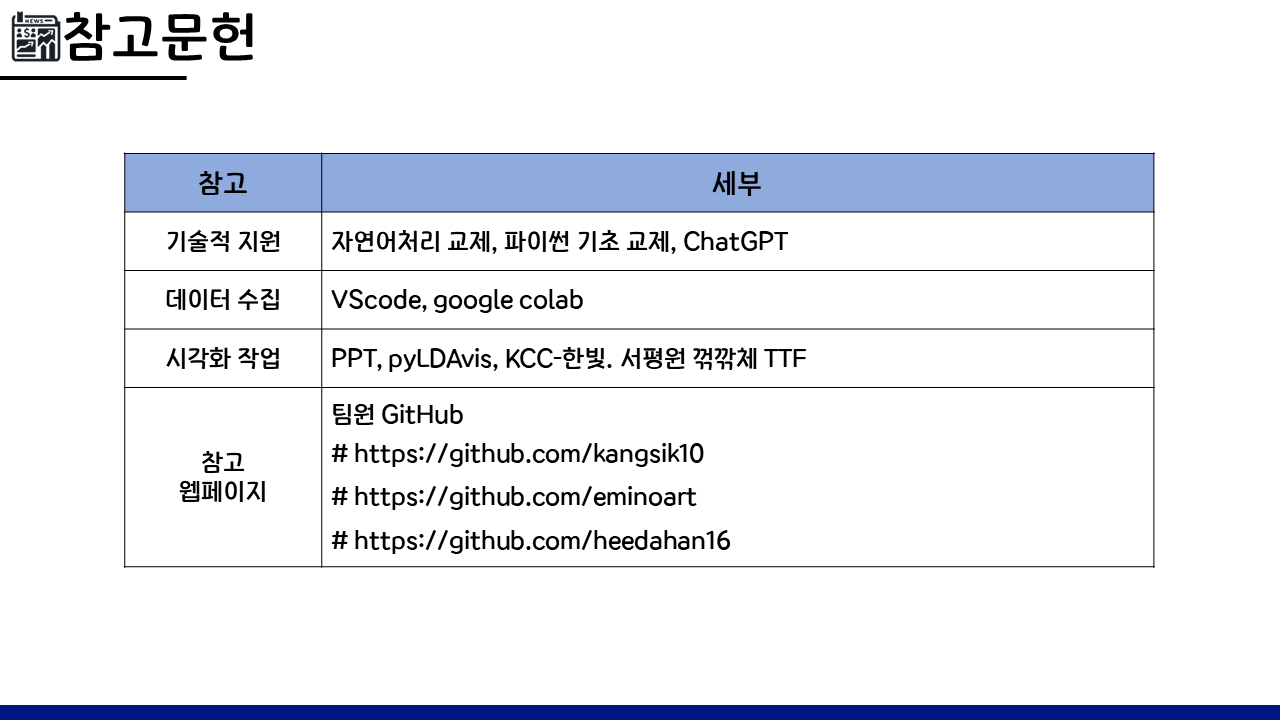 NEWS
참고문헌
참고 세부
기술적 지원 자연어처리 교제, 파이썬 기초 교제, ChatGPT
데이터 수집 VScode, google colab
시각화 작업 PPT, pyLDAvis, KCC-한빛. 서평원 꺾깎체 TTF
참고
웹페이지
팀원 GitHub
# https://github.com/kangsik10
# https://github.com/eminoart
# https://github.com/heedahan16